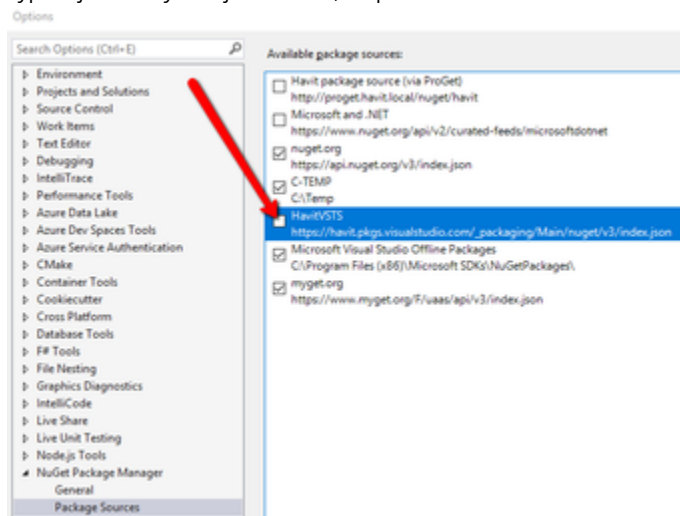 Options
Search Options (Ctrl+E)
Environment
Projects and Solutions
Source Control
Work Items
Text Editor
Debugging
IntelliTrace
Performance Tools
Azure Data Lake
Azure Dev Spaces Tools
Azure Service Authentication
CMake
Container Tools
Cookiecutter
Cross Platform
Database Tools
F# Tools
File Nesting
Graphics Diagnostics
IntelliCode
Live Share
Live Unit Testing
Node.js Tools
NuGet Package Manager
General
Package Sources
Available package sources:
Havit package source (via ProGet)
http://proget.havit.local/nuget/havit
Microsoft and .NET
https://www.nuget.org/api/v2/curated-feeds/microsoftdotnet
nuget.org
https://api.nuget.org/v3/index.json
C-TEMP
C:\Temp
HavitVSTS
https://havit.pkgs.visualstudio.com/_packaging/Main/nuget/v3/index.json
Microsoft Visual Studio Offline Packages
C:\Program Files (x86)\Microsoft SDKs\NuGetPackages\
myget.org
https://www.myget.org/F/uaas/api/v3/index.json